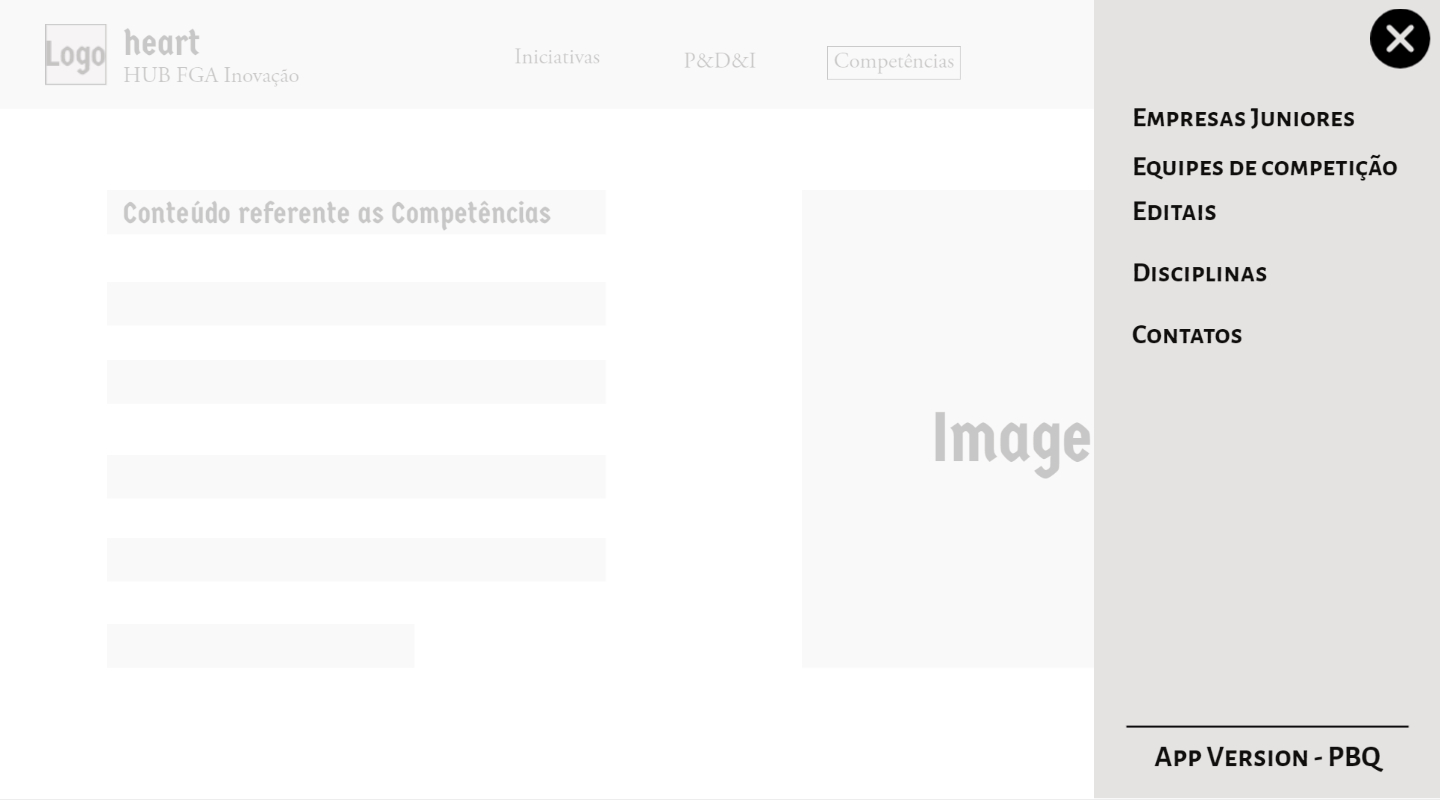 Logo
heart
HUB FGA Inovação
Iniciativas
P&D&I
Competências
Conteúdo referente as Competências
Image
Empresas Juniores
Equipes de competição
Editais
Disciplinas
Contatos
App Version - PBQ